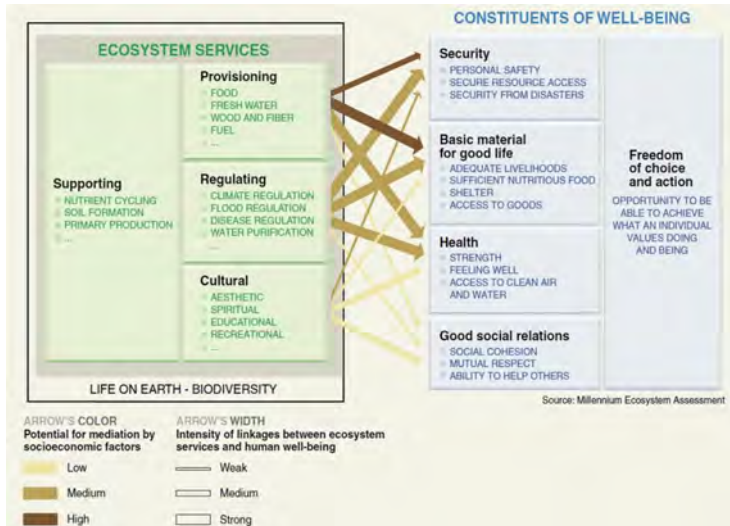 CONSTITUENTS OF WELL-BEING
ECOSYSTEM SERVICES
Supporting
NUTRIENT CYCLING
SOIL FORMATION
PRIMARY PRODUCTION
...
Provisioning
FOOD
FRESH WATER
WOOD AND FIBER
FUEL
...
Regulating
CLIMATE REGULATION
FLOOD REGULATION
DISEASE REGULATION
WATER PURIFICATION
...
Cultural
AESTHETIC
SPIRITUAL
EDUCATIONAL
RECREATIONAL
...
LIFE ON EARTH - BIODIVERSITY
Security
PERSONAL SAFETY
SECURE RESOURCE ACCESS
SECURITY FROM DISASTERS
Basic material
for good life
ADEQUATE LIVELIHOODS
SUFFICIENT NUTRITIOUS FOOD
SHELTER
ACCESS TO GOODS
Health
STRENGTH
FEELING WELL
ACCESS TO CLEAN AIR
AND WATER
Good social relations
SOCIAL COHESION
MUTUAL RESPECT
ABILITY TO HELP OTHERS
Freedom
of choice
and action
OPPORTUNITY TO BE
ABLE TO ACHIEVE
WHAT AN INDIVIDUAL
VALUES DOING
AND BEING
Source: Millennium Ecosystem Assessment
ARROW'S COLOR
Potential for mediation by
socioeconomic factors
Low
Medium
High
ARROW'S WIDTH
Intensity of linkages between ecosystem
services and human well-being
Weak
Medium
Strong